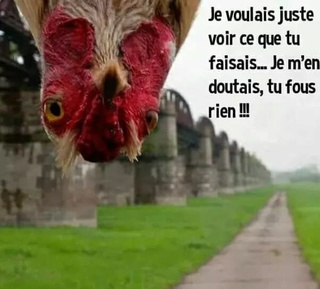 Je voulais juste
voir ce que tu
faisais... Je m'en
doutais, tu fous
rien !!!